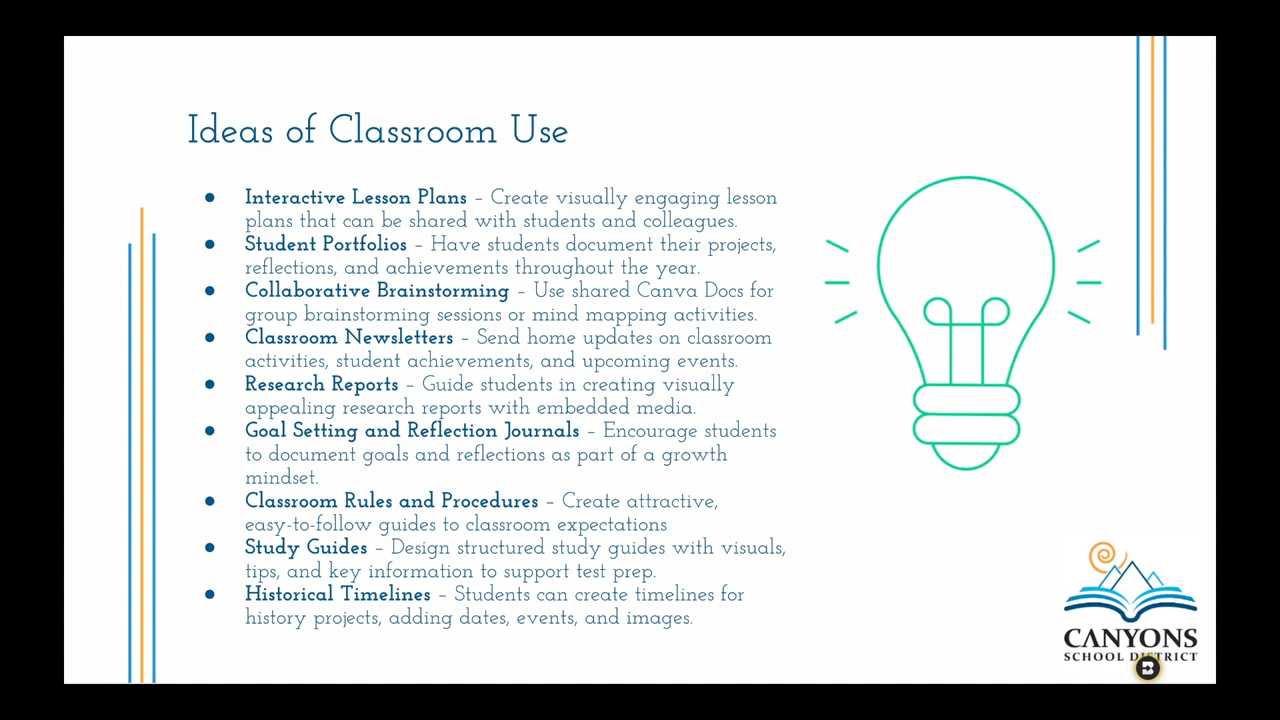 Ideas of Classroom Use
● Interactive Lesson Plans – Create visually engaging lesson
plans that can be shared with students and colleagues.
● Student Portfolios – Have students document their projects,
reflections, and achievements throughout the year.
● Collaborative Brainstorming – Use shared Canva Docs for
group brainstorming sessions or mind mapping activities.
● Classroom Newsletters – Send home updates on classroom
activities, student achievements, and upcoming events.
● Research Reports – Guide students in creating visually
appealing research reports with embedded media.
● Goal Setting and Reflection Journals – Encourage students
to document goals and reflections as part of a growth
mindset.
● Classroom Rules and Procedures – Create attractive,
easy-to-follow guides to classroom expectations
● Study Guides – Design structured study guides with visuals,
tips, and key information to support test prep.
● Historical Timelines – Students can create timelines for
history projects, adding dates, events, and images.
CANYONS
SCHOOL DISTRICT